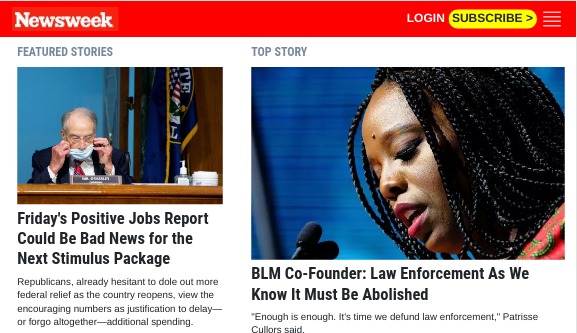 Newsweek
LOGIN SUBSCRIBE >
FEATURED STORIES
MR. GRASSLEY
Friday's Positive Jobs Report
Could Be Bad News for the
Next Stimulus Package
Republicans, already hesitant to dole out more
federal relief as the country reopens, view the
encouraging numbers as justification to delay—
or forgo altogether—additional spending.
TOP STORY
BLM Co-Founder: Law Enforcement As We
Know It Must Be Abolished
"Enough is enough. It's time we defund law enforcement," Patrisse
Cullors said.